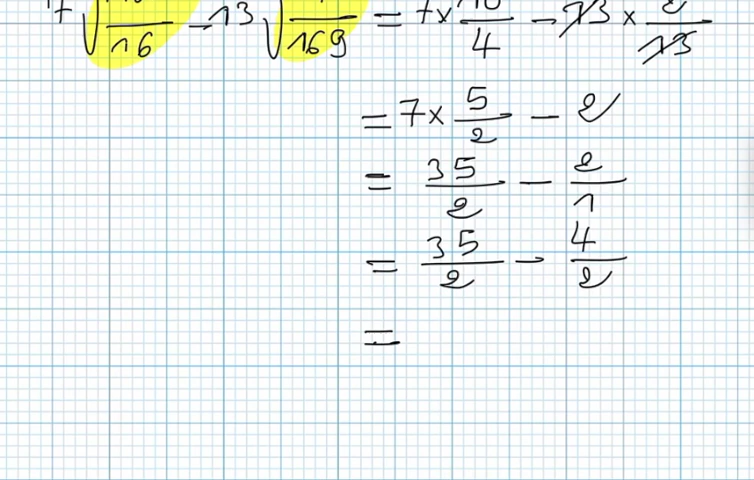 7√ /16 - 13√ /169 = 7 × 10/4 - 13 × 2/13
= 7 × 5/2 - 2
= 35/2 - 2/1
= 35/2 - 4/2
=